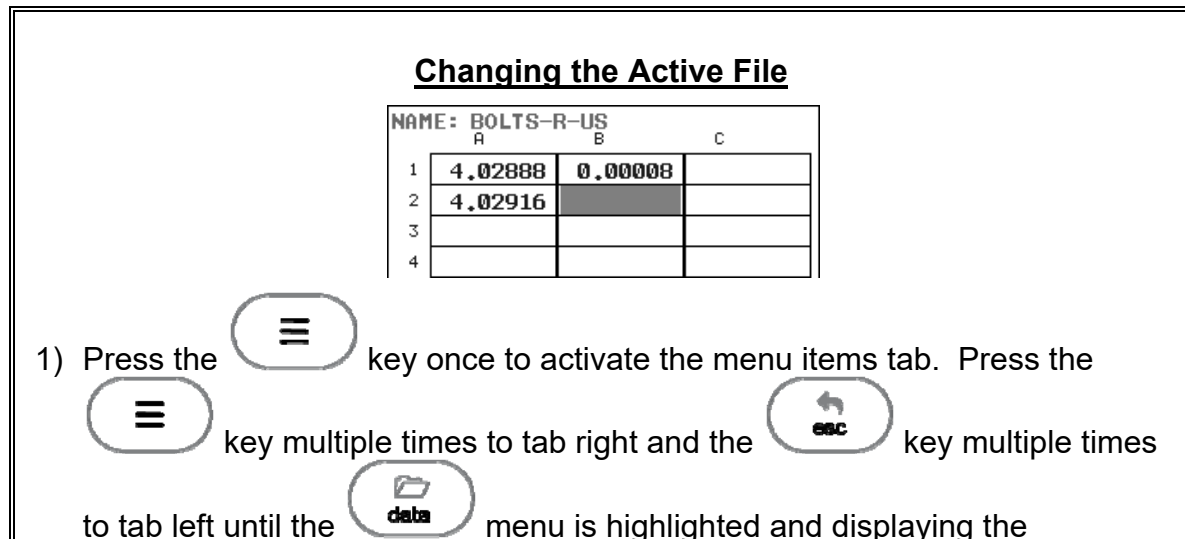 Changing the Active File
NAME: BOLTS-R-US
A B C
1 4.02888 0.00008
2 4.02916
3
4
1) Press the key once to activate the menu items tab. Press the
key multiple times to tab right and the esc key multiple times
to tab left until the data menu is highlighted and displaying the